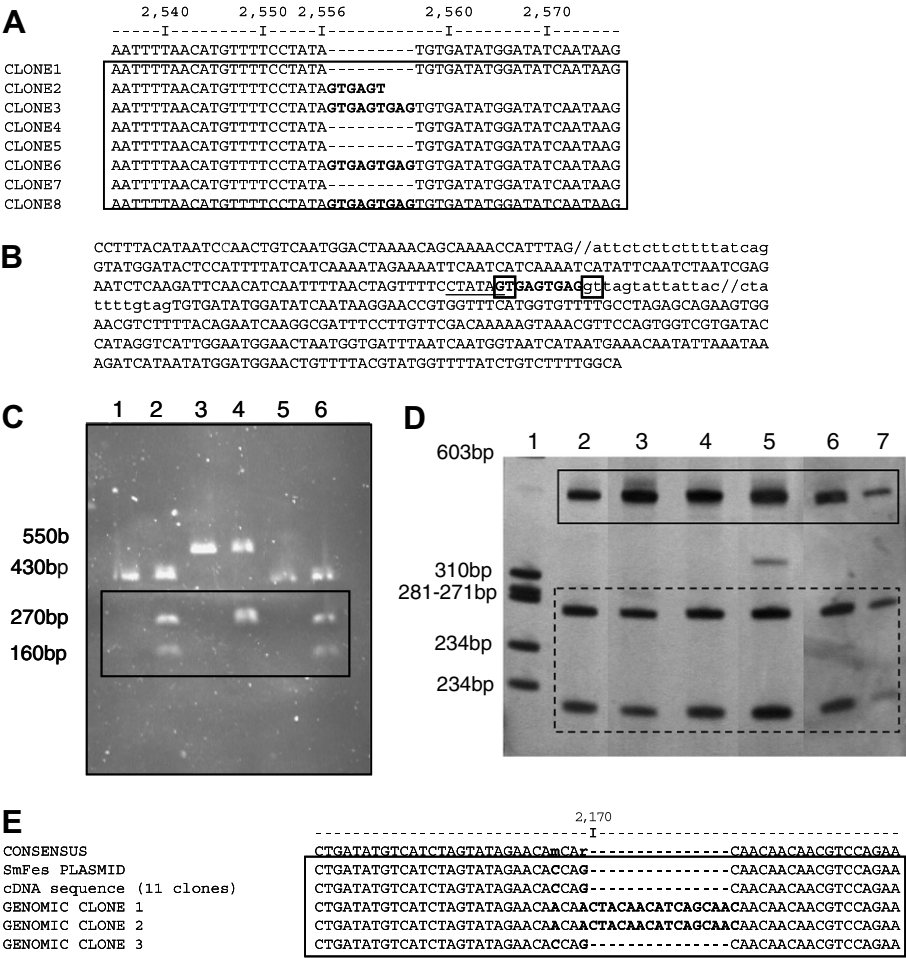 A
2,540 2,550 2,556 2,560 2,570
-----I---------I-----I------------I---------I-------
AATTTTAACATGTTTTCCTATA---------TGTGATATGGATATCAATAAG
CLONE1 AATTTTAACATGTTTTCCTATA---------TGTGATATGGATATCAATAAG
CLONE2 AATTTTAACATGTTTTCCTATAGTGAGT
CLONE3 AATTTTAACATGTTTTCCTATAGTGAGTGAGTGTGATATGGATATCAATAAG
CLONE4 AATTTTAACATGTTTTCCTATA---------TGTGATATGGATATCAATAAG
CLONE5 AATTTTAACATGTTTTCCTATA---------TGTGATATGGATATCAATAAG
CLONE6 AATTTTAACATGTTTTCCTATAGTGAGTGAGTGTGATATGGATATCAATAAG
CLONE7 AATTTTAACATGTTTTCCTATA---------TGTGATATGGATATCAATAAG
CLONE8 AATTTTAACATGTTTTCCTATAGTGAGTGAGTGTGATATGGATATCAATAAG
B
CCTTTACATAATCCAACTGTCAATGGACTAAAACAGCAAAACCATTTAG//attctcttcttttatcag
GTATGGATACTCCATTTTATCATCAAAATAGAAAATTCAATCATCAAAATCATATTCAATCTAATCGAG
AATCTCAAGATTCAACATCAATTTTAACTAGTTTTCCTATAGTGAGTGAGgttagtattattac//cta
ttttgtagTGTGATATGGATATCAATAAGGAACCGTGGTTTCATGGTGTTTTGCCTAGAGCAGAAGTGG
AACGTCTTTTACAGAATCAAGGCGATTTCCTTGTTCGACAAAAAGTAAACGTTCCAGTGGTCGTGATAC
CATAGGTCATTGGAATGGAACTAATGGTGATTTAATCAATGGTAATCATAATGAAACAATATTAAATAA
AGATCATAATATGGATGGAACTGTTTTACGTATGGTTTTATCTGTCTTTTGGCA
C
1 2 3 4 5 6
550b
430bp
270bp
160bp
D
1 2 3 4 5 6 7
603bp
310bp
281-271bp
234bp
234bp
E
2,170
I
CONSENSUS CTGATATGTCATCTAGTATAGAACAmCAr---------------CAACAACAACGTCCAGAA
SmFes PLASMID CTGATATGTCATCTAGTATAGAACACCAG---------------CAACAACAACGTCCAGAA
cDNA sequence (11 clones) CTGATATGTCATCTAGTATAGAACACCAG---------------CAACAACAACGTCCAGAA
GENOMIC CLONE 1 CTGATATGTCATCTAGTATAGAACAACAACTACAACATCAGCAACAACAACAACGTCCAGAA
GENOMIC CLONE 2 CTGATATGTCATCTAGTATAGAACAACAACTACAACATCAGCAACAACAACAACGTCCAGAA
GENOMIC CLONE 3 CTGATATGTCATCTAGTATAGAACACCAG---------------CAACAACAACGTCCAGAA